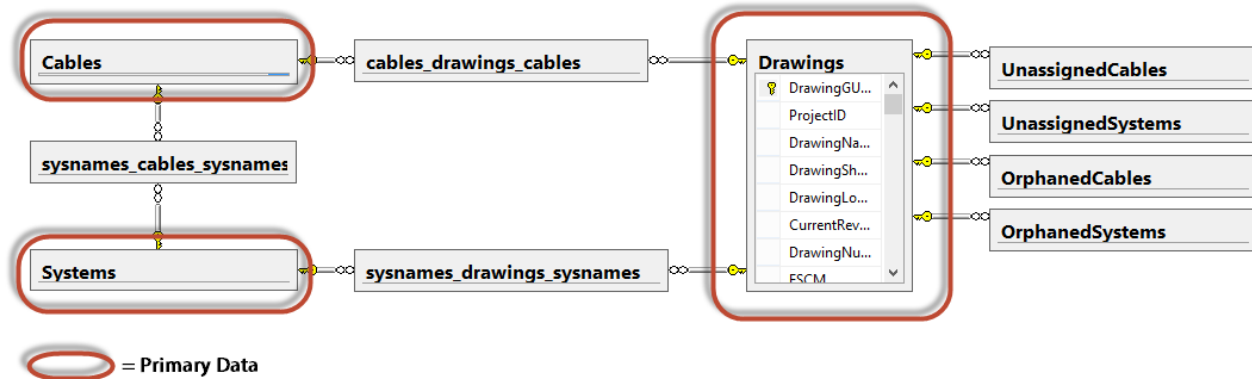 Cables
cables_drawings_cables
Drawings
DrawingGU...
ProjectID
DrawingNa...
DrawingSh...
DrawingLo...
CurrentRev...
DrawingNu...
FSCM
UnassignedCables
UnassignedSystems
OrphanedCables
OrphanedSystems
sysnames_cables_sysnames
Systems
sysnames_drawings_sysnames
= Primary Data